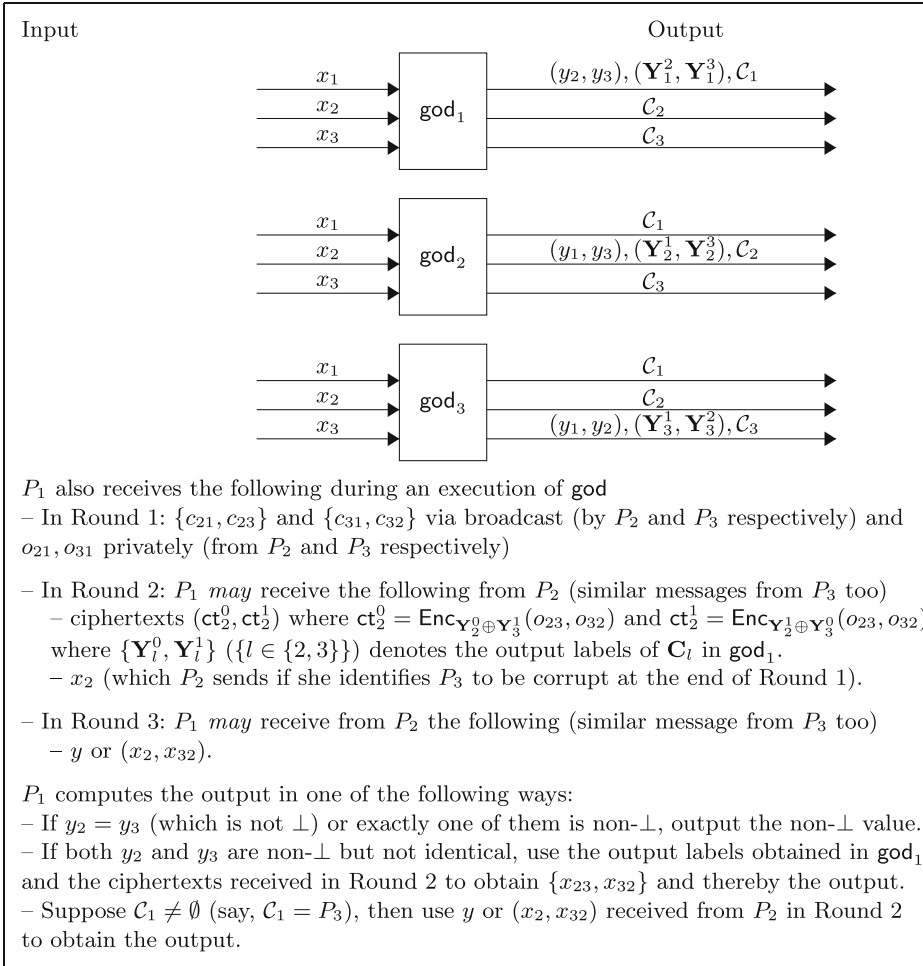 Input Output
x₁ (y₂, y₃), (𝐘₁², 𝐘₁³), 𝒞₁
x₂ god₁ 𝒞₂
x₃ 𝒞₃
x₁ 𝒞₁
x₂ god₂ (y₁, y₃), (𝐘₂¹, 𝐘₂³), 𝒞₂
x₃ 𝒞₃
x₁ 𝒞₁
x₂ god₃ 𝒞₂
x₃ (y₁, y₂), (𝐘₃¹, 𝐘₃²), 𝒞₃
P₁ also receives the following during an execution of god
– In Round 1: {c₂₁, c₂₃} and {c₃₁, c₃₂} via broadcast (by P₂ and P₃ respectively) and
o₂₁, o₃₁ privately (from P₂ and P₃ respectively)
– In Round 2: P₁ may receive the following from P₂ (similar messages from P₃ too)
– ciphertexts (ct₂⁰, ct₂¹) where ct₂⁰ = Enc_{𝐘₂⁰⊕𝐘₃¹}(o₂₃, o₃₂) and ct₂¹ = Enc_{𝐘₂¹⊕𝐘₃⁰}(o₂₃, o₃₂)
where {𝐘ₗ⁰, 𝐘ₗ¹} ({l ∈ {2, 3}}) denotes the output labels of 𝐂ₗ in god₁.
– x₂ (which P₂ sends if she identifies P₃ to be corrupt at the end of Round 1).
– In Round 3: P₁ may receive from P₂ the following (similar message from P₃ too)
– y or (x₂, x₃₂).
P₁ computes the output in one of the following ways:
– If y₂ = y₃ (which is not ⊥) or exactly one of them is non-⊥, output the non-⊥ value.
– If both y₂ and y₃ are non-⊥ but not identical, use the output labels obtained in god₁
and the ciphertexts received in Round 2 to obtain {x₂₃, x₃₂} and thereby the output.
– Suppose 𝒞₁ ≠ ∅ (say, 𝒞₁ = P₃), then use y or (x₂, x₃₂) received from P₂ in Round 2
to obtain the output.